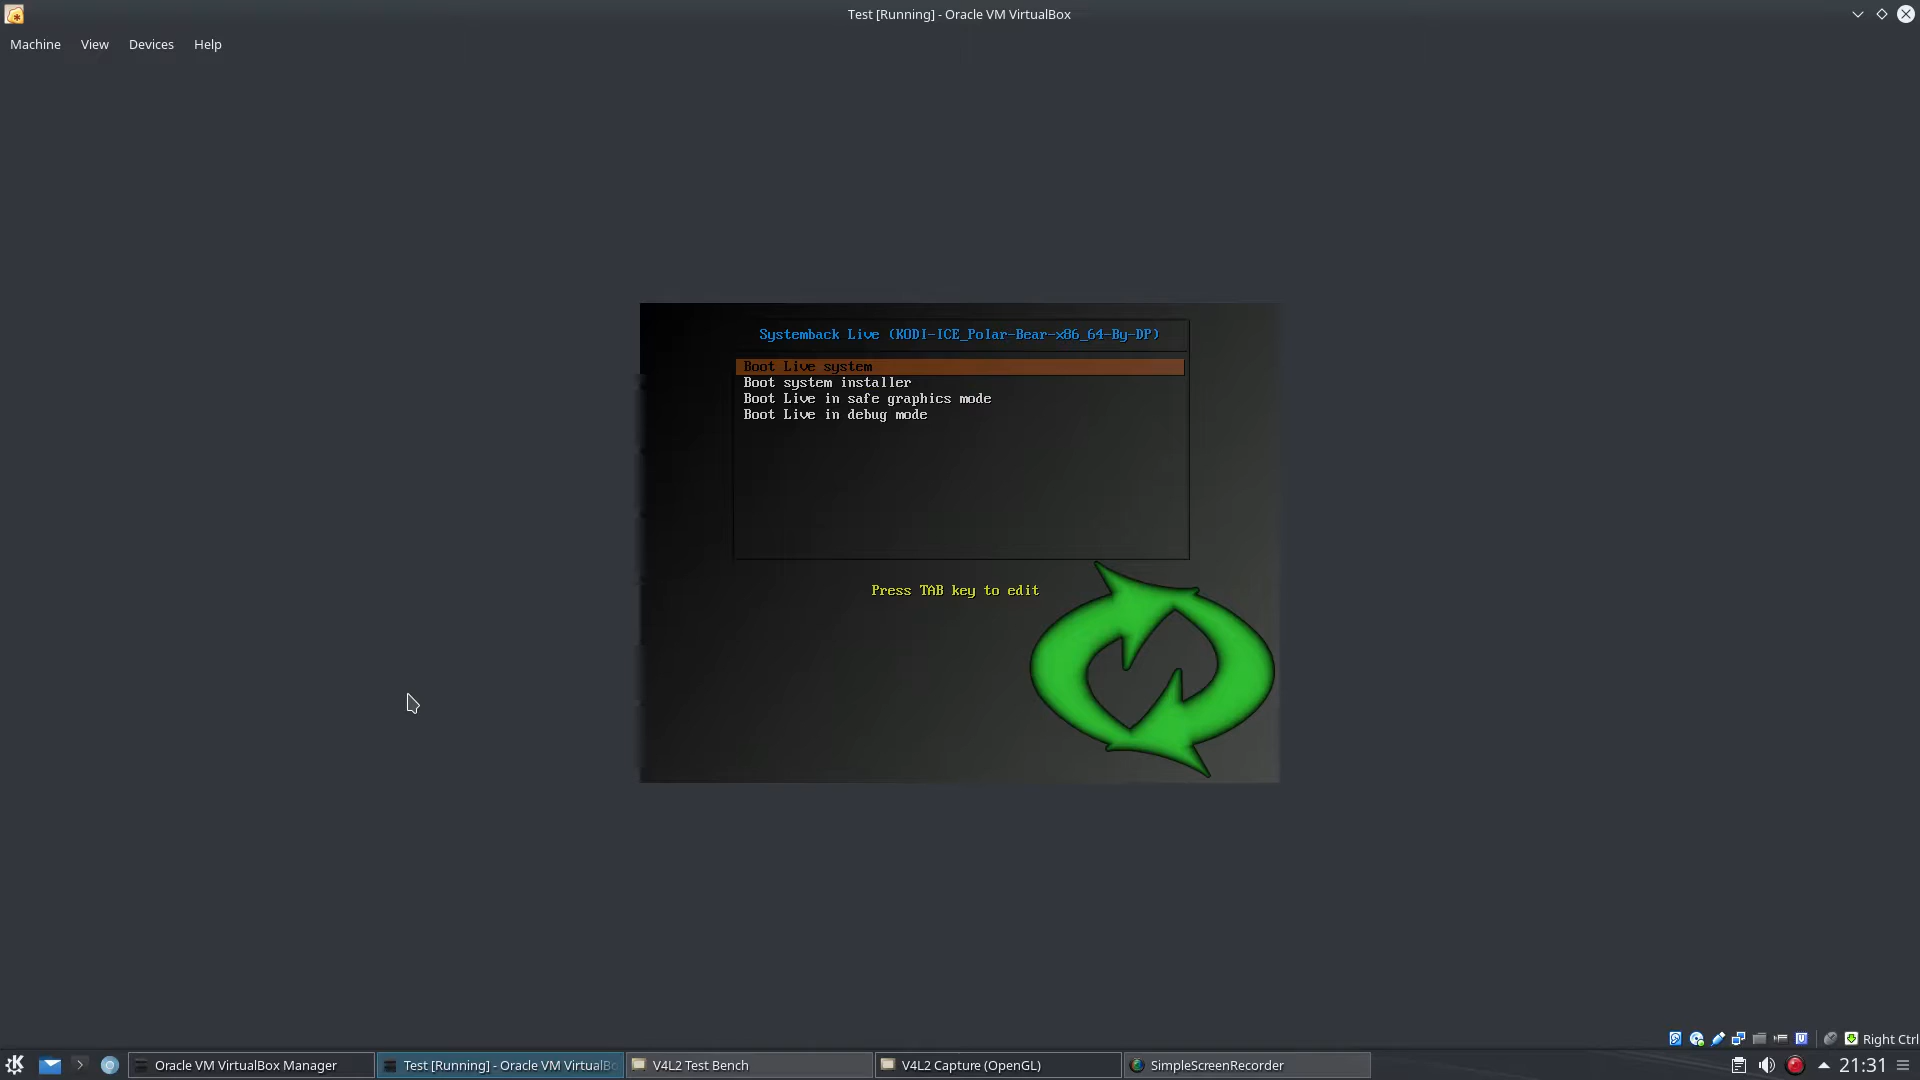 Test [Running] - Oracle VM VirtualBox
Machine View Devices Help
Systemback Live (KODI-ICE_Polar-Bear-x86_64-By-DP)
Boot Live system
Boot system installer
Boot Live in safe graphics mode
Boot Live in debug mode
Press TAB key to edit
Right Ctrl
Oracle VM VirtualBox Manager Test [Running] - Oracle VM VirtualBo V4L2 Test Bench V4L2 Capture (OpenGL) SimpleScreenRecorder 21:31